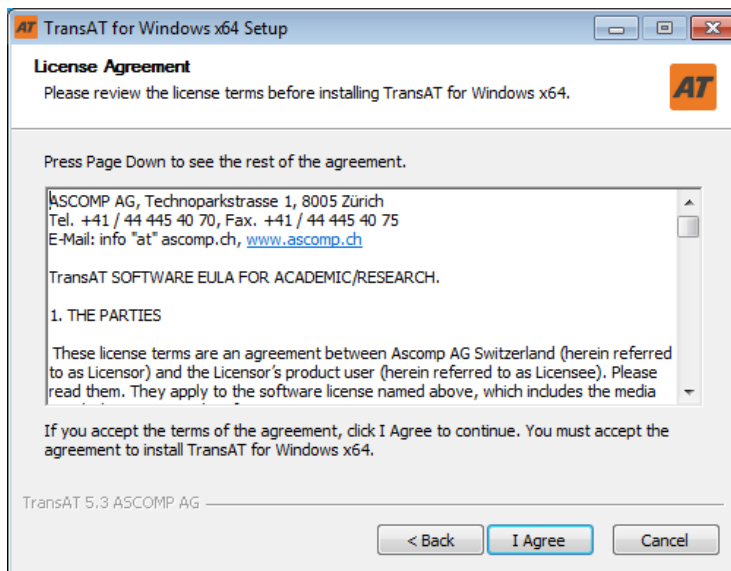 AT TransAT for Windows x64 Setup
License Agreement
Please review the license terms before installing TransAT for Windows x64.
AT
Press Page Down to see the rest of the agreement.
ASCOMP AG, Technoparkstrasse 1, 8005 Zürich
Tel. +41 / 44 445 40 70, Fax. +41 / 44 445 40 75
E-Mail: info "at" ascomp.ch, www.ascomp.ch
TransAT SOFTWARE EULA FOR ACADEMIC/RESEARCH.
1. THE PARTIES
These license terms are an agreement between Ascomp AG Switzerland (herein referred
to as Licensor) and the Licensor's product user (herein referred to as Licensee). Please
read them. They apply to the software license named above, which includes the media
If you accept the terms of the agreement, click I Agree to continue. You must accept the
agreement to install TransAT for Windows x64.
TransAT 5.3 ASCOMP AG
< Back I Agree Cancel